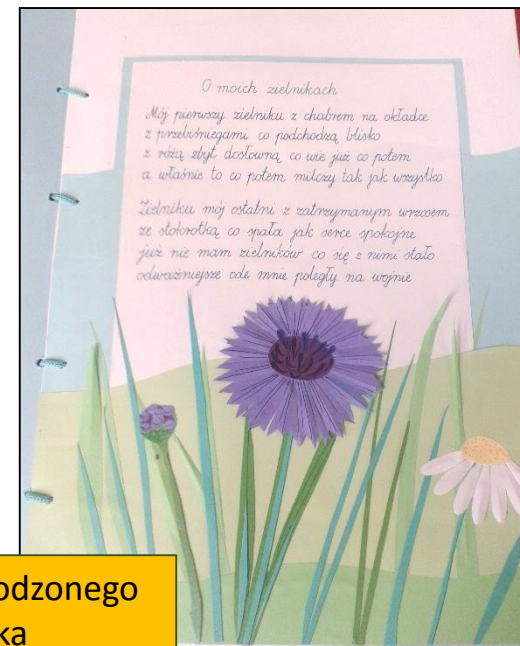 O moich zielnikach
Mój pierwszy zielniku z chabrem na okładce
z przebiśniegami co podchodzą blisko
z różą zbyt dosłowną, co wie już co potem
a właśnie to co potem milczy tak jak wszystko
Zielniku mój ostatni z zatrzymanym wrzosem
ze stokrotką co spała jak serce spokojne
już nie mam zielników co się z nimi stało
odważniejsze ode mnie poległy na wojnie
odzonego
ka